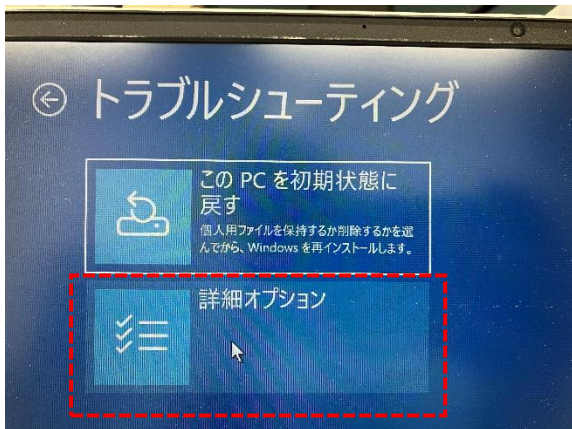 トラブルシューティング
この PC を初期状態に
戻す
個人用ファイルを保持するか削除するかを選
んでから、Windows を再インストールします。
詳細オプション